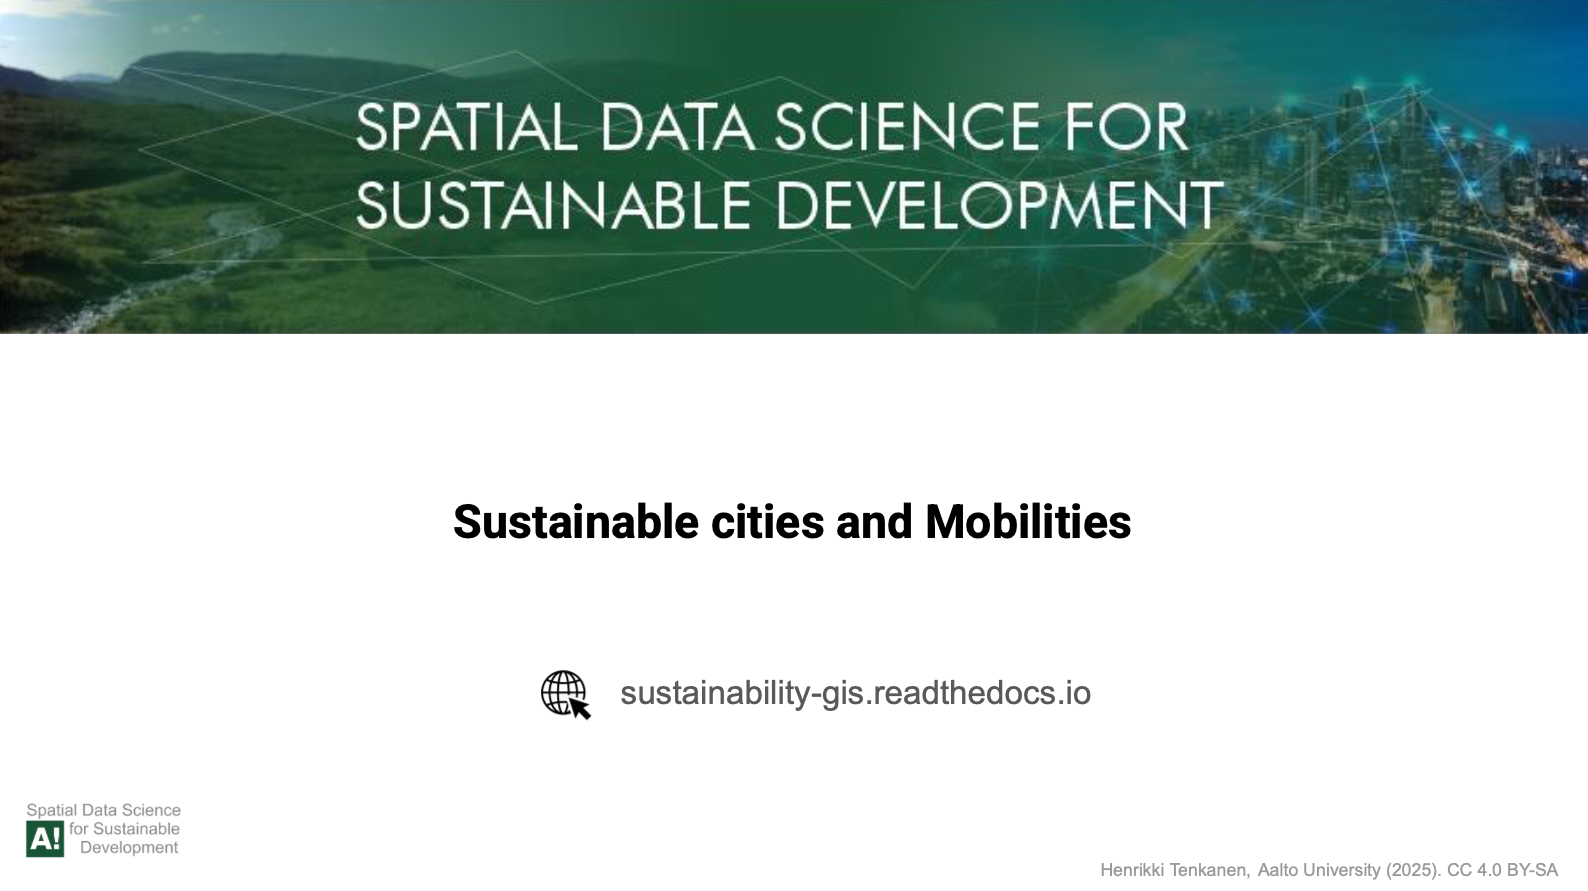 SPATIAL DATA SCIENCE FOR
SUSTAINABLE DEVELOPMENT
Sustainable cities and Mobilities
sustainability-gis.readthedocs.io
Spatial Data Science
A! for Sustainable
Development
Henrikki Tenkanen, Aalto University (2025). CC 4.0 BY-SA